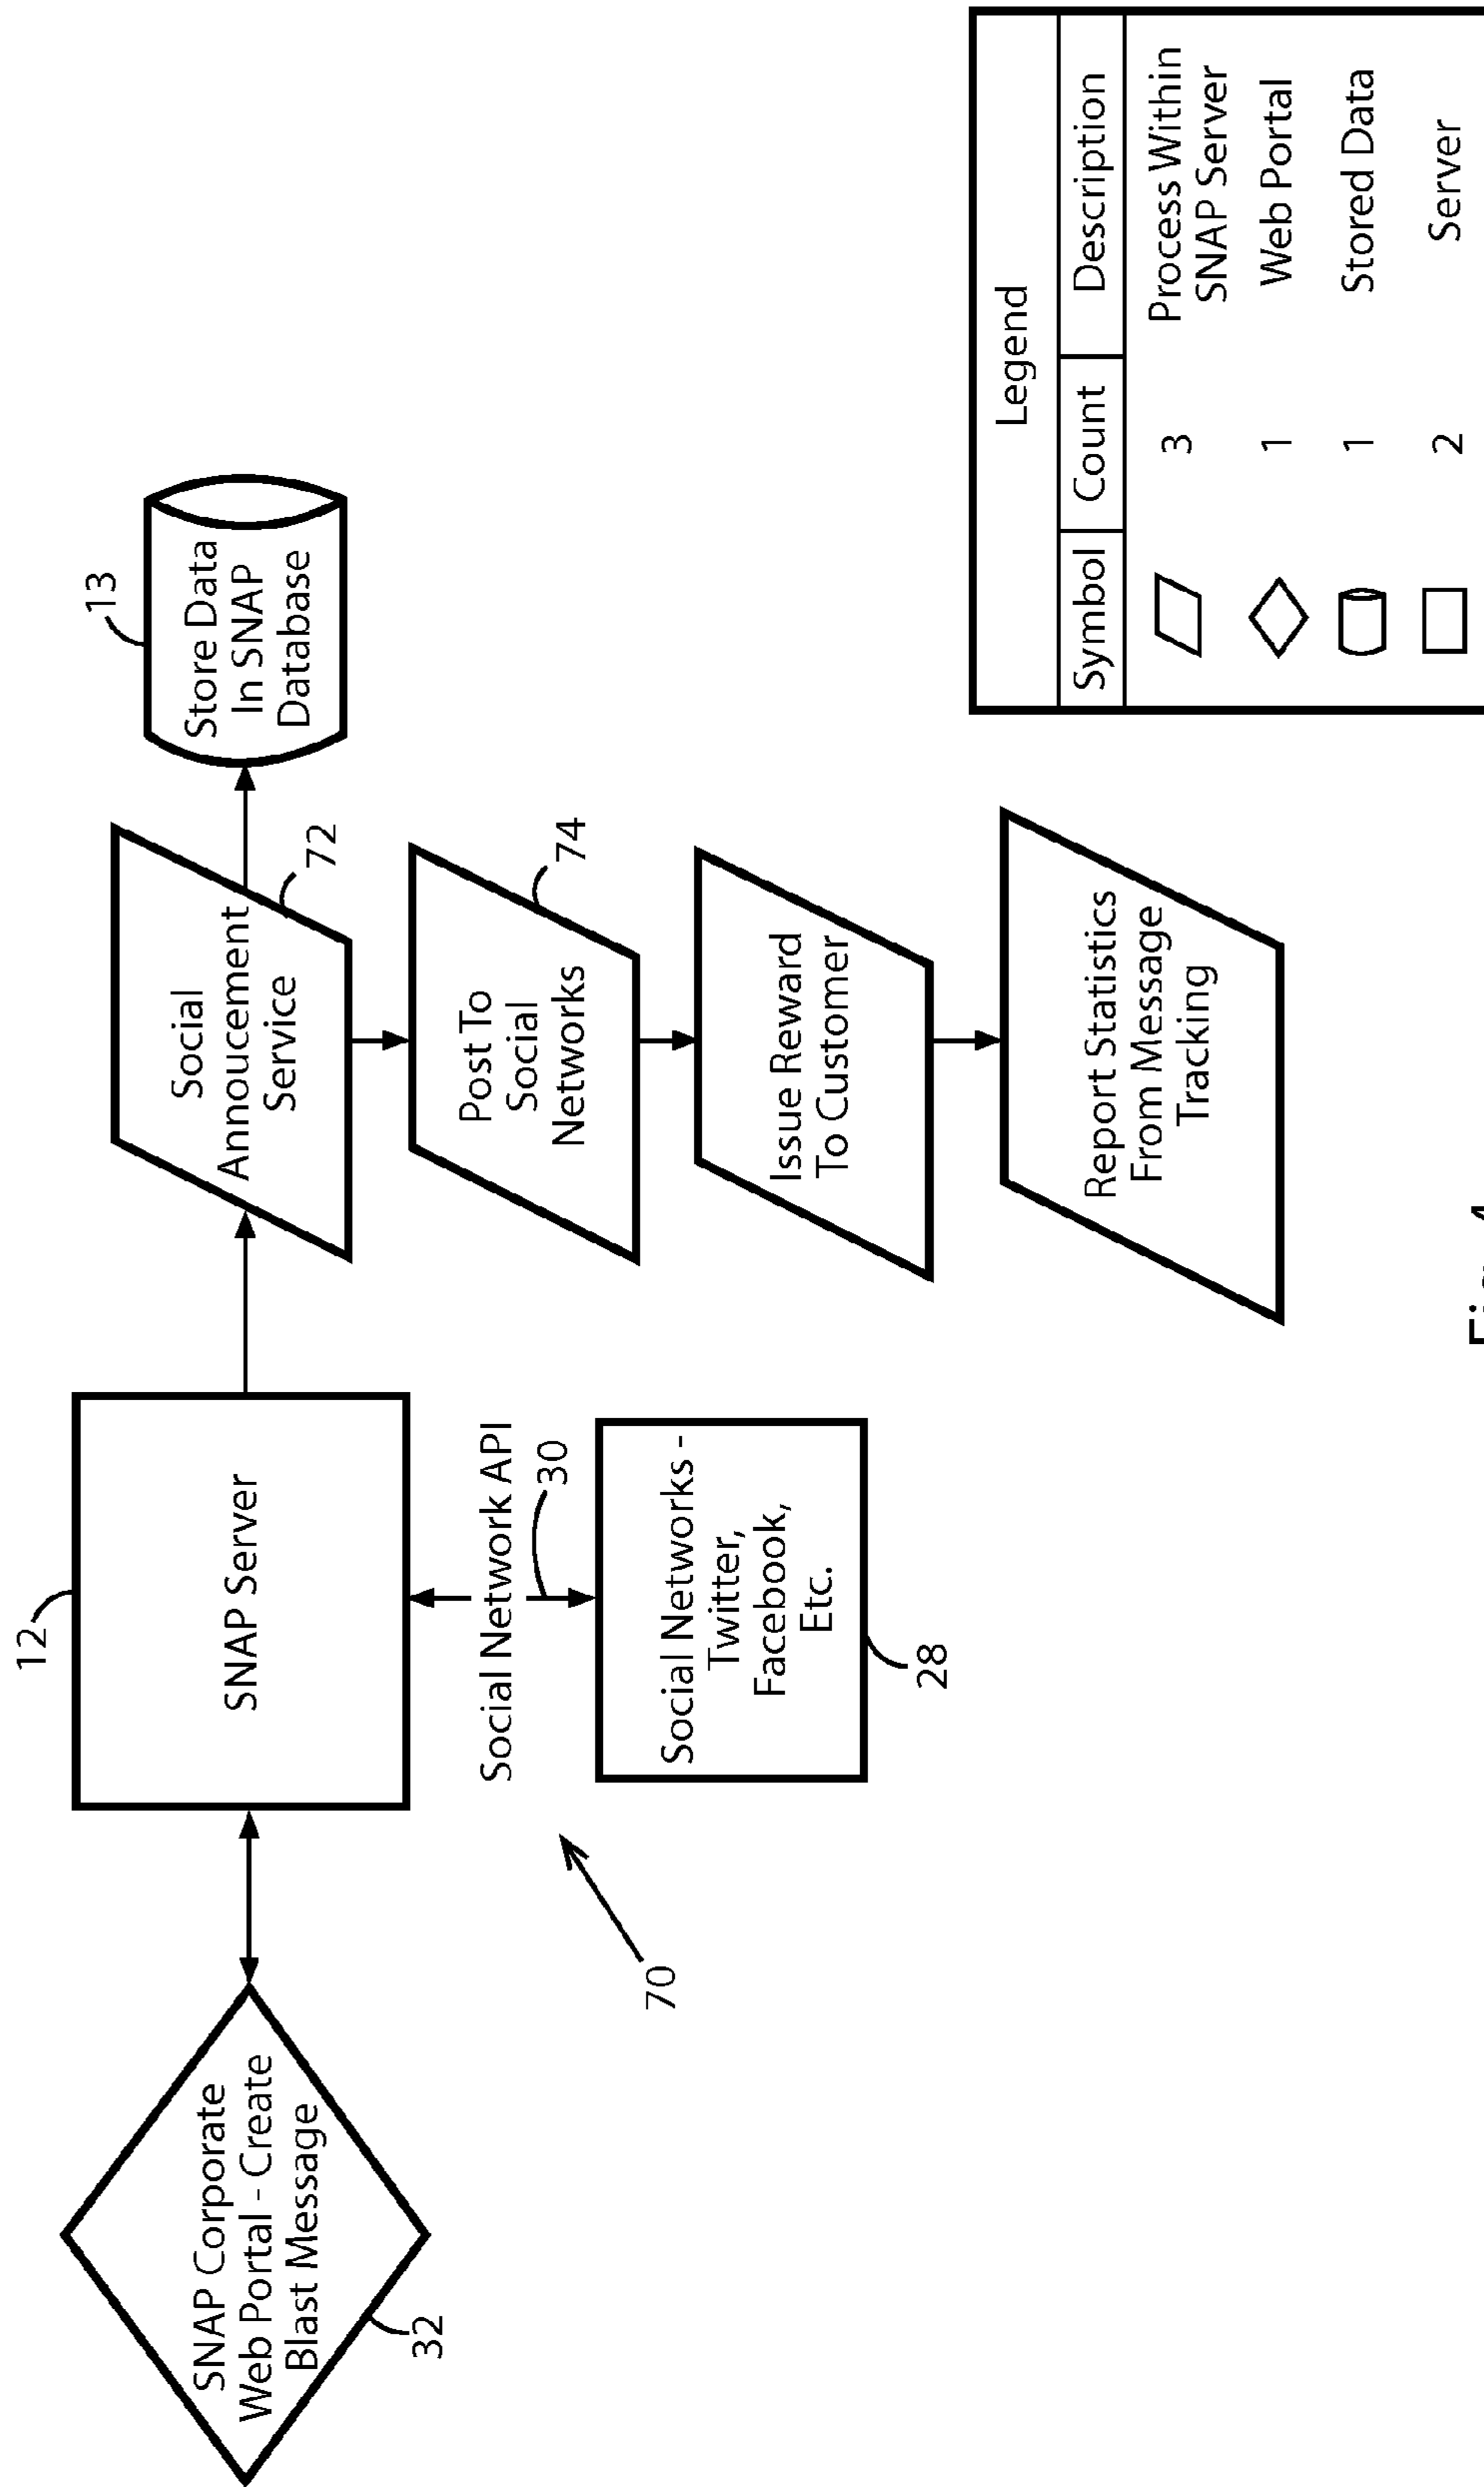 12
SNAP Corporate
Web Portal - Create
Blast Message
32
SNAP Server
Social
Annoucement
Service
72
13
Store Data
In SNAP
Database
Social Network API
30
Social Networks -
Twitter,
Facebook,
Etc.
28
70
Post To
Social
Networks
74
Issue Reward
To Customer
Report Statistics
From Message
Tracking
Legend
Symbol Count Description
3 Process Within
SNAP Server
1 Web Portal
1 Stored Data
2 Server